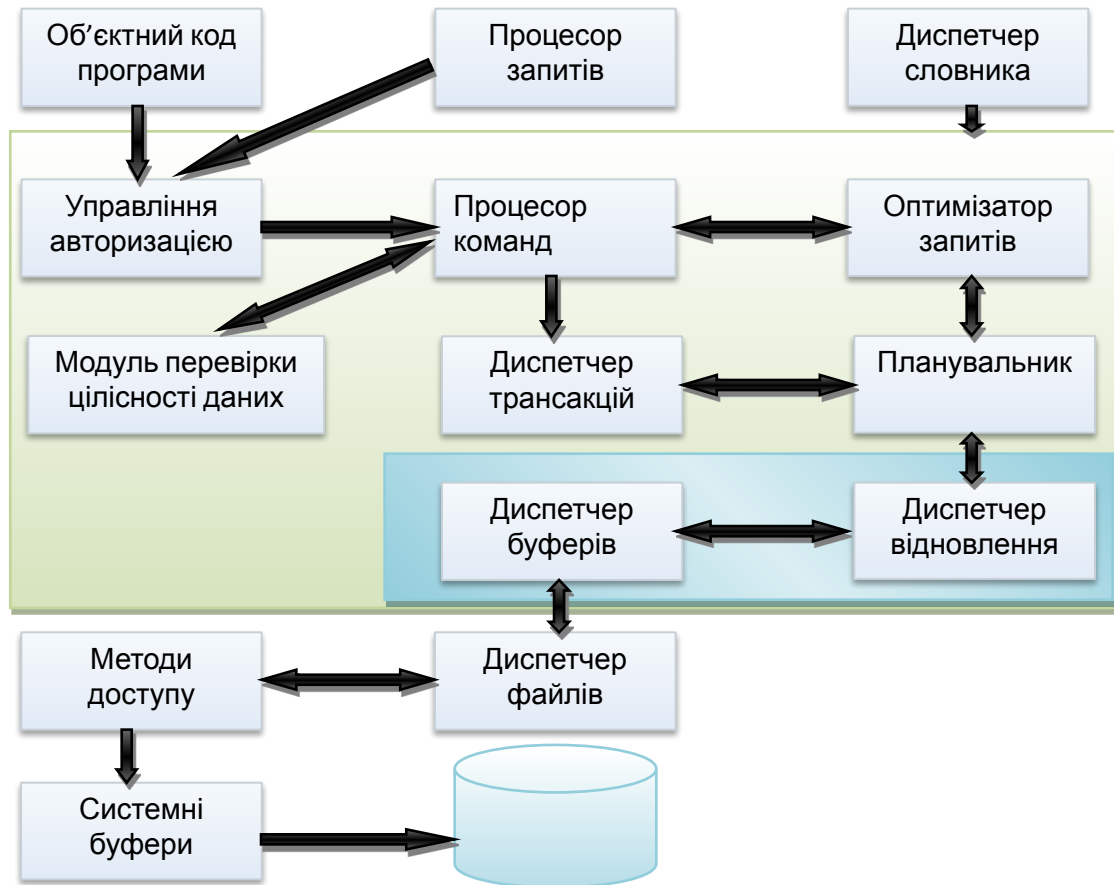 Об’єктний код
програми
Процесор
запитів
Диспетчер
словника
Управління
авторизацією
Процесор
команд
Оптимізатор
запитів
Модуль перевірки
цілісності даних
Диспетчер
трансакцій
Планувальник
Диспетчер
буферів
Диспетчер
відновлення
Методи
доступу
Диспетчер
файлів
Системні
буфери